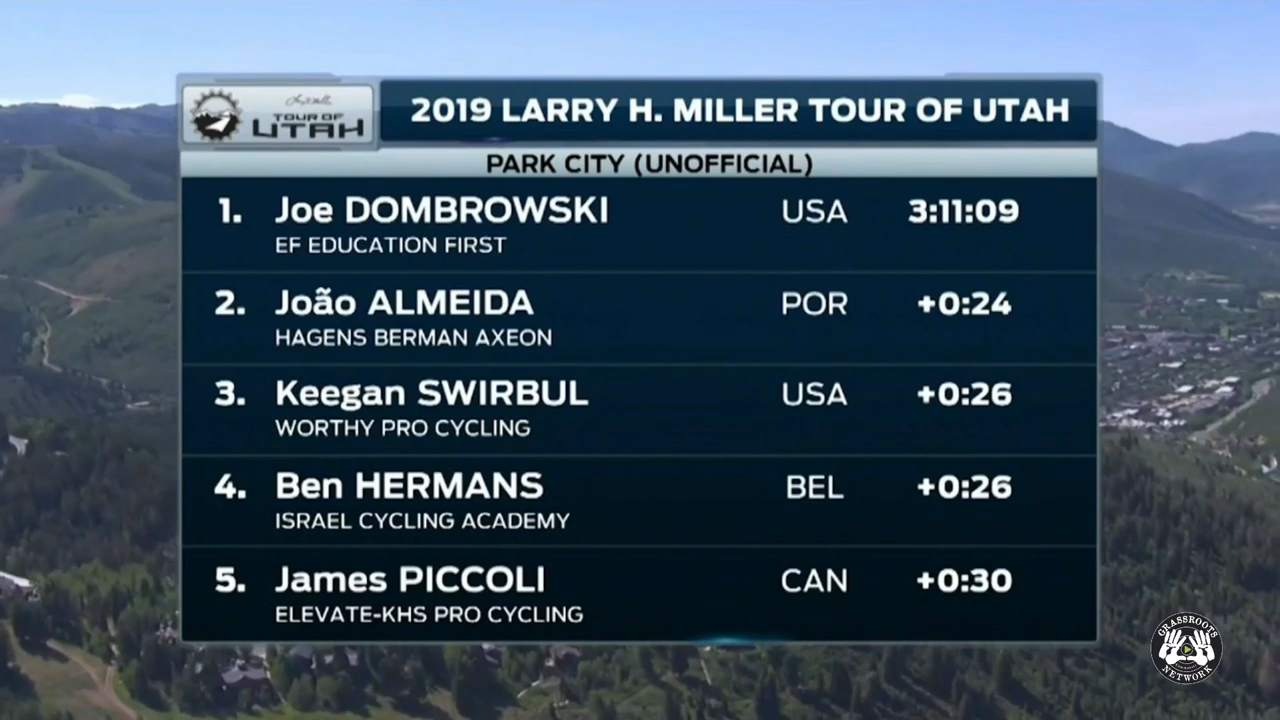 Larry H. Miller
TOUR OF
UTAH
2019 LARRY H. MILLER TOUR OF UTAH
PARK CITY (UNOFFICIAL)
1. Joe DOMBROWSKI USA 3:11:09
EF EDUCATION FIRST
2. João ALMEIDA POR +0:24
HAGENS BERMAN AXEON
3. Keegan SWIRBUL USA +0:26
WORTHY PRO CYCLING
4. Ben HERMANS BEL +0:26
ISRAEL CYCLING ACADEMY
5. James PICCOLI CAN +0:30
ELEVATE-KHS PRO CYCLING
GRASSROOTS
NETWORK